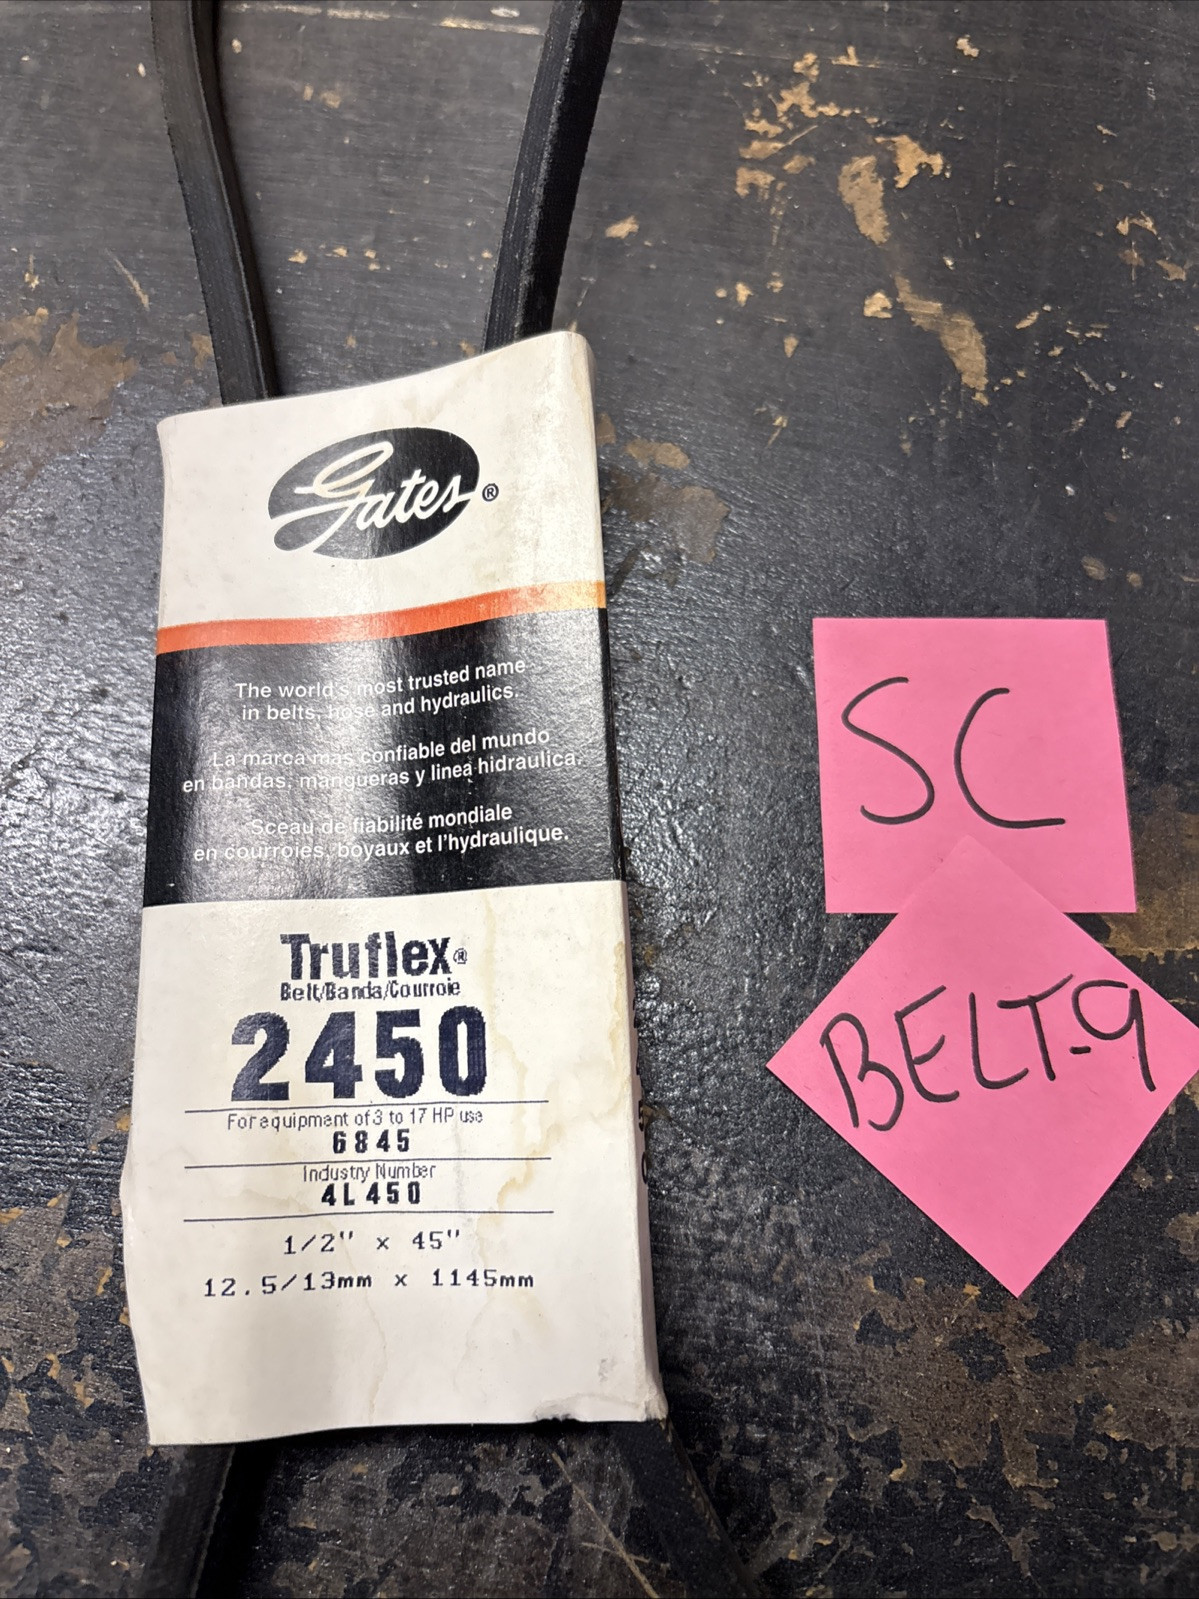 Gates®
The world's most trusted name
in belts, hose and hydraulics.
La marca mas confiable del mundo
en bandas, mangueras y linea hidraulica.
Sceau de fiabilité mondiale
en courroies, boyaux et l'hydraulique.
Truflex®
Belt/Banda/Courroie
2450
For equipment of 3 to 17 HP use
6845
Industry Number
4L450
1/2" x 45"
12.5/13mm x 1145mm
SC
BELT-9